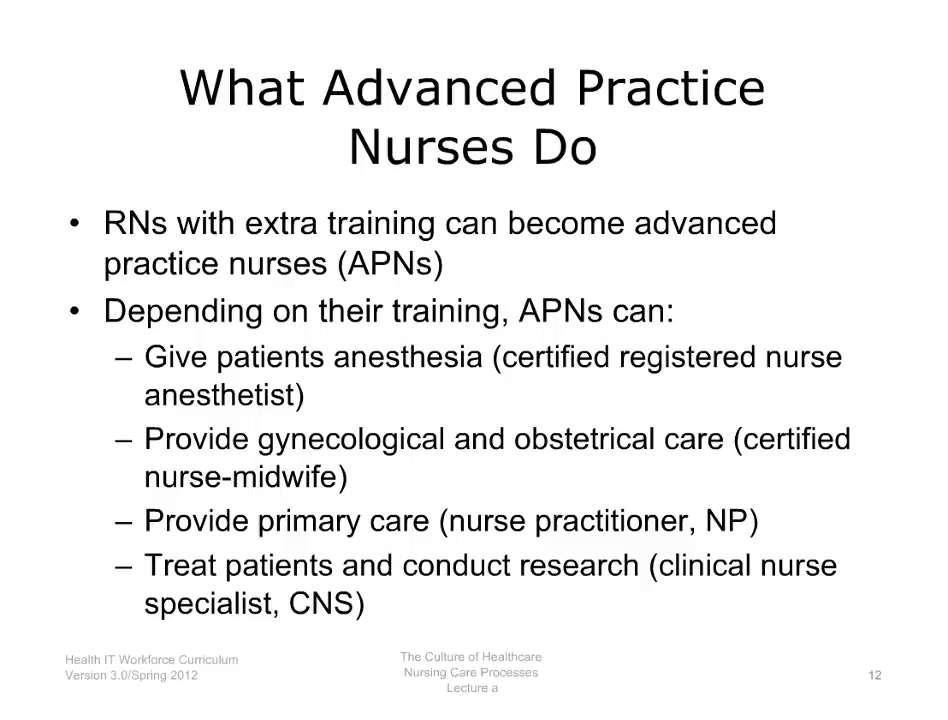 What Advanced Practice
Nurses Do
• RNs with extra training can become advanced
practice nurses (APNs)
• Depending on their training, APNs can:
– Give patients anesthesia (certified registered nurse
anesthetist)
– Provide gynecological and obstetrical care (certified
nurse-midwife)
– Provide primary care (nurse practitioner, NP)
– Treat patients and conduct research (clinical nurse
specialist, CNS)
Health IT Workforce Curriculum
Version 3.0/Spring 2012
The Culture of Healthcare
Nursing Care Processes
Lecture a
12